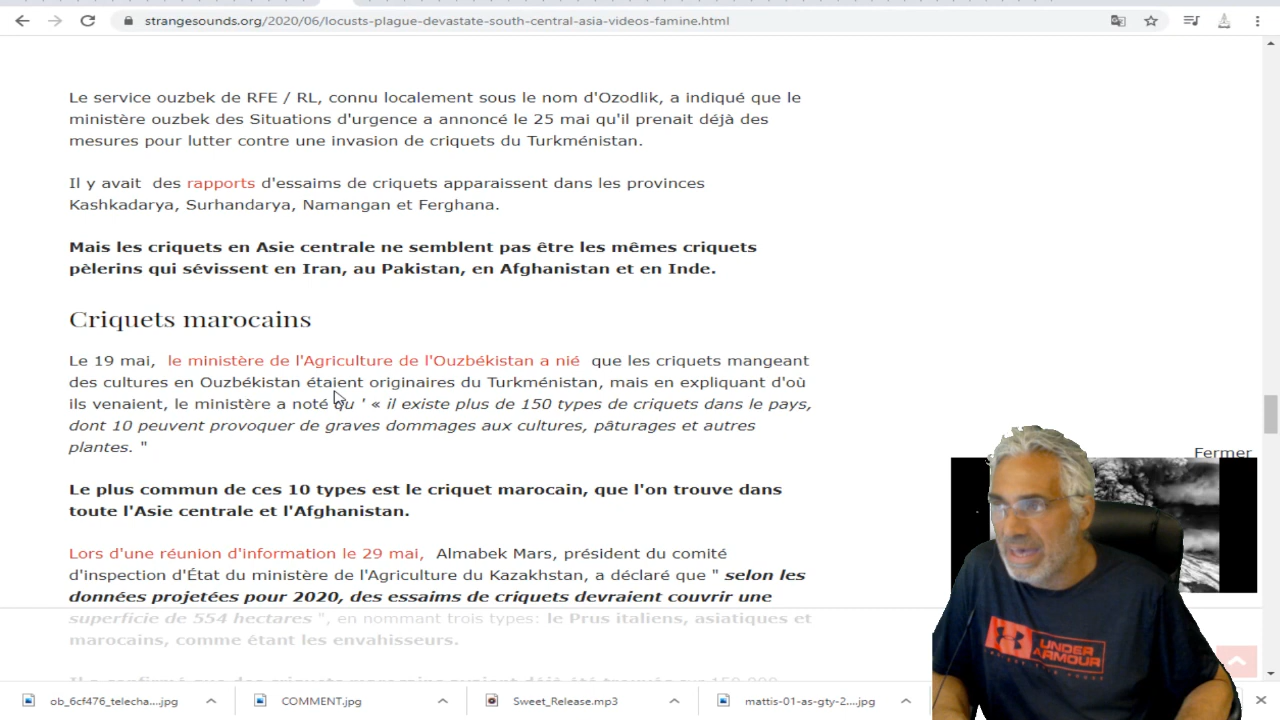 strangesounds.org/2020/06/locusts-plague-devastate-south-central-asia-videos-famine.html
Le service ouzbek de RFE / RL, connu localement sous le nom d'Ozodlik, a indiqué que le
ministère ouzbek des Situations d'urgence a annoncé le 25 mai qu'il prenait déjà des
mesures pour lutter contre une invasion de criquets du Turkménistan.
Il y avait des rapports d'essaims de criquets apparaissent dans les provinces
Kashkadarya, Surhandarya, Namangan et Ferghana.
Mais les criquets en Asie centrale ne semblent pas être les mêmes criquets
pèlerins qui sévissent en Iran, au Pakistan, en Afghanistan et en Inde.
Criquets marocains
Le 19 mai, le ministère de l'Agriculture de l'Ouzbékistan a nié que les criquets mangeant
des cultures en Ouzbékistan étaient originaires du Turkménistan, mais en expliquant d'où
ils venaient, le ministère a noté qu ' « il existe plus de 150 types de criquets dans le pays,
dont 10 peuvent provoquer de graves dommages aux cultures, pâturages et autres
plantes. "
Le plus commun de ces 10 types est le criquet marocain, que l'on trouve dans
toute l'Asie centrale et l'Afghanistan.
Lors d'une réunion d'information le 29 mai, Almabek Mars, président du comité
d'inspection d'État du ministère de l'Agriculture du Kazakhstan, a déclaré que " selon les
données projetées pour 2020, des essaims de criquets devraient couvrir une
superficie de 554 hectares ", en nommant trois types: le Prus italiens, asiatiques et
marocains, comme étant les envahisseurs.
Fermer
UNDER ARMOUR
ob_6cf476_telecha....jpg
COMMENT.jpg
Sweet_Release.mp3
mattis-01-as-gty-2....jpg